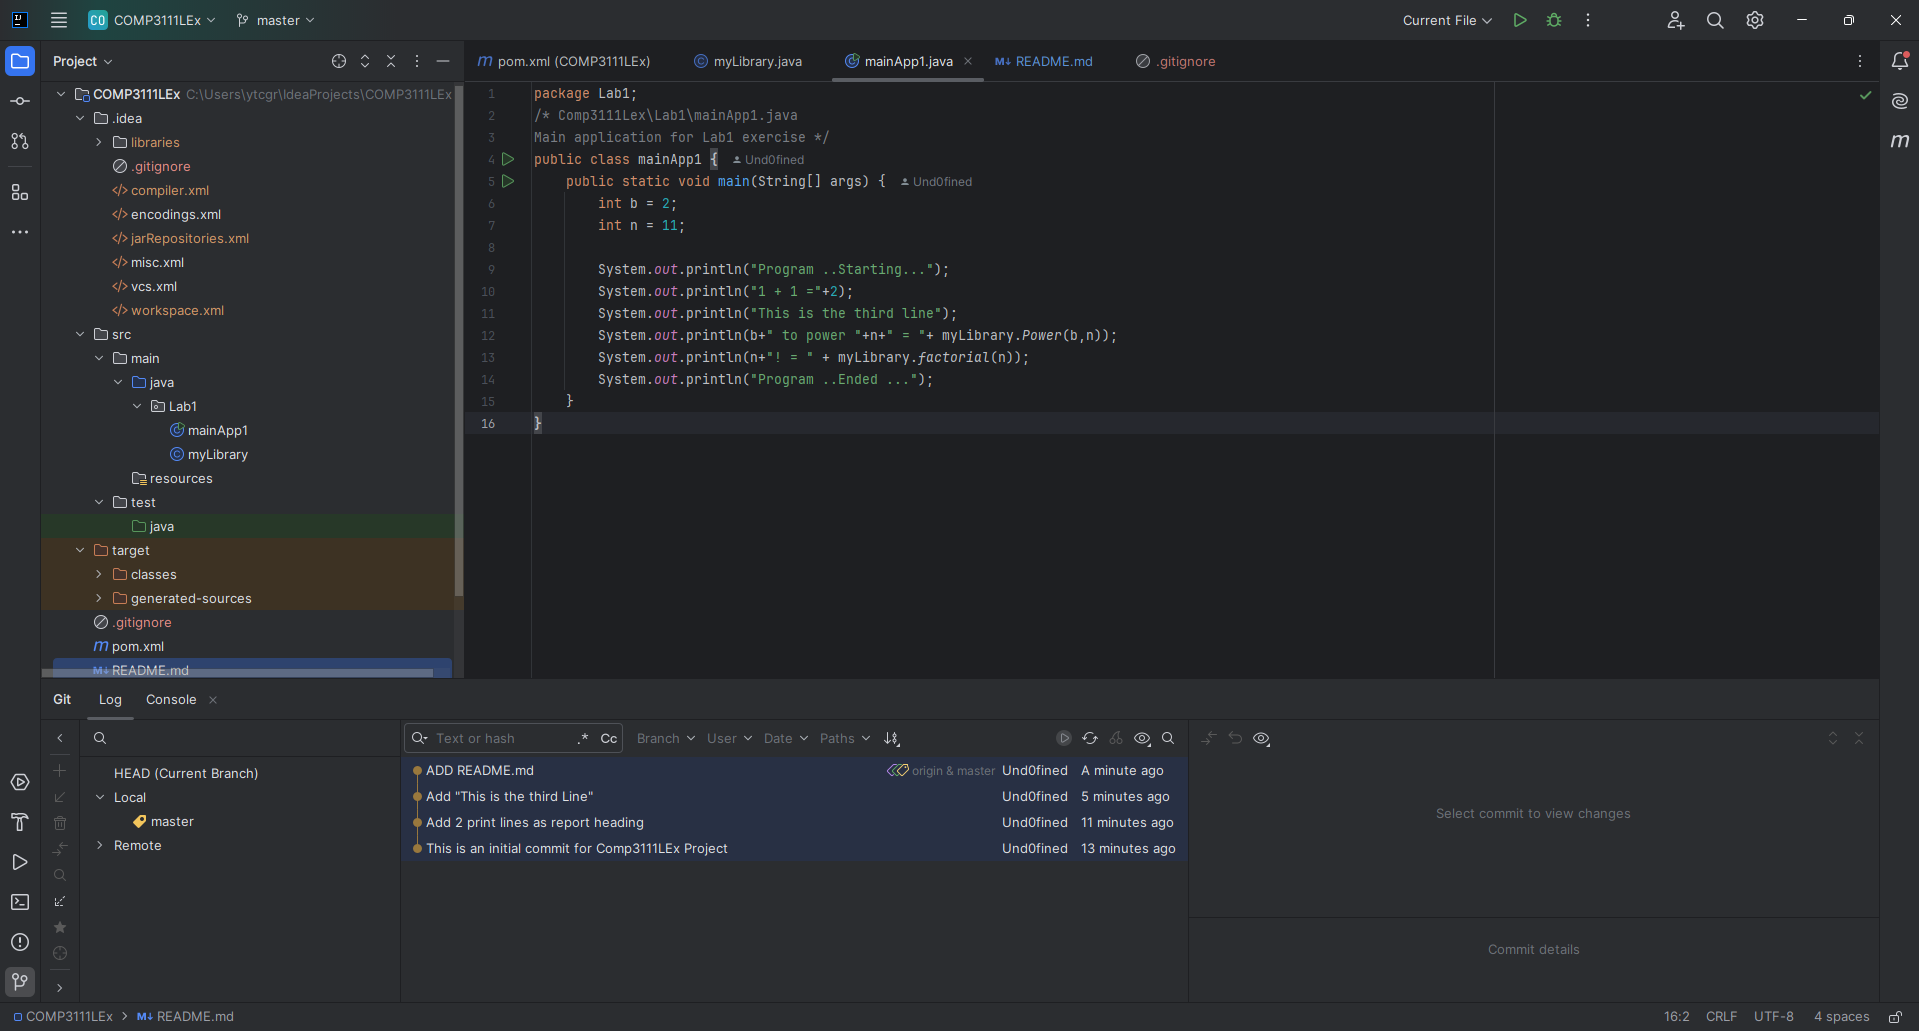 CO COMP3111LEx master Current File
Project
COMP3111LEx C:\Users\ytcgr\IdeaProjects\COMP3111LEx
.idea
libraries
.gitignore
compiler.xml
encodings.xml
jarRepositories.xml
misc.xml
vcs.xml
workspace.xml
src
main
java
Lab1
mainApp1
myLibrary
resources
test
java
target
classes
generated-sources
.gitignore
m pom.xml
M↓ README.md
m pom.xml (COMP3111LEx) myLibrary.java mainApp1.java M↓ README.md .gitignore
1 package Lab1;
2 /* Comp3111Lex\Lab1\mainApp1.java
3 Main application for Lab1 exercise */
4 public class mainApp1 { Und0fined
5 public static void main(String[] args) { Und0fined
6 int b = 2;
7 int n = 11;
8
9 System.out.println("Program ..Starting...");
10 System.out.println("1 + 1 ="+2);
11 System.out.println("This is the third line");
12 System.out.println(b+" to power "+n+" = "+ myLibrary.Power(b,n));
13 System.out.println(n+"! = " + myLibrary.factorial(n));
14 System.out.println("Program ..Ended ...");
15 }
16 }
m
Git Log Console
HEAD (Current Branch)
Local
master
Remote
Text or hash .* Cc Branch User Date Paths
ADD README.md origin & master Und0fined A minute ago
Add "This is the third Line" Und0fined 5 minutes ago
Add 2 print lines as report heading Und0fined 11 minutes ago
This is an initial commit for Comp3111LEx Project Und0fined 13 minutes ago
Select commit to view changes
Commit details
COMP3111LEx > M↓ README.md 16:2 CRLF UTF-8 4 spaces